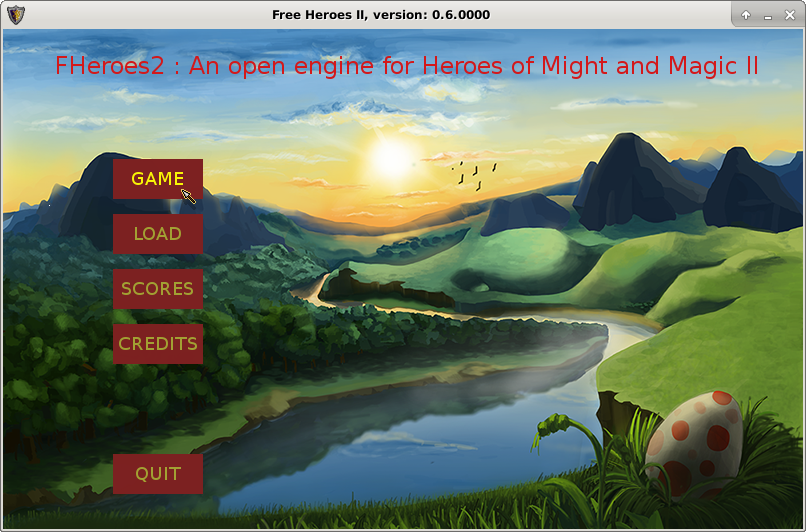 Free Heroes II, version: 0.6.0000
FHeroes2 : An open engine for Heroes of Might and Magic II
GAME
LOAD
SCORES
CREDITS
QUIT